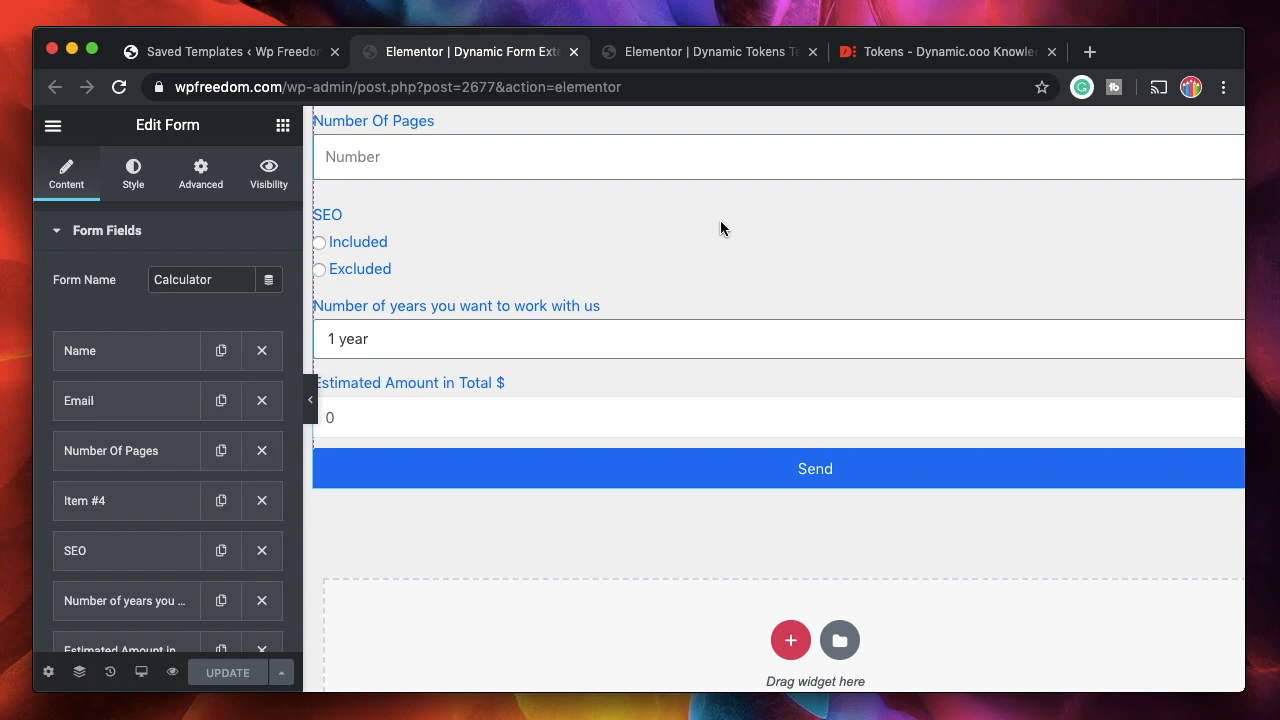 Saved Templates ‹ Wp Freedor
Elementor | Dynamic Form Exte
Elementor | Dynamic Tokens Te
Tokens - Dynamic.ooo Knowle
wpfreedom.com/wp-admin/post.php?post=2677&action=elementor
Edit Form
Content
Style
Advanced
Visibility
Form Fields
Form Name
Calculator
Name
Email
Number Of Pages
Item #4
SEO
Number of years you ...
Estimated Amount in
UPDATE
Number Of Pages
Number
SEO
Included
Excluded
Number of years you want to work with us
1 year
Estimated Amount in Total $
0
Send
Drag widget here